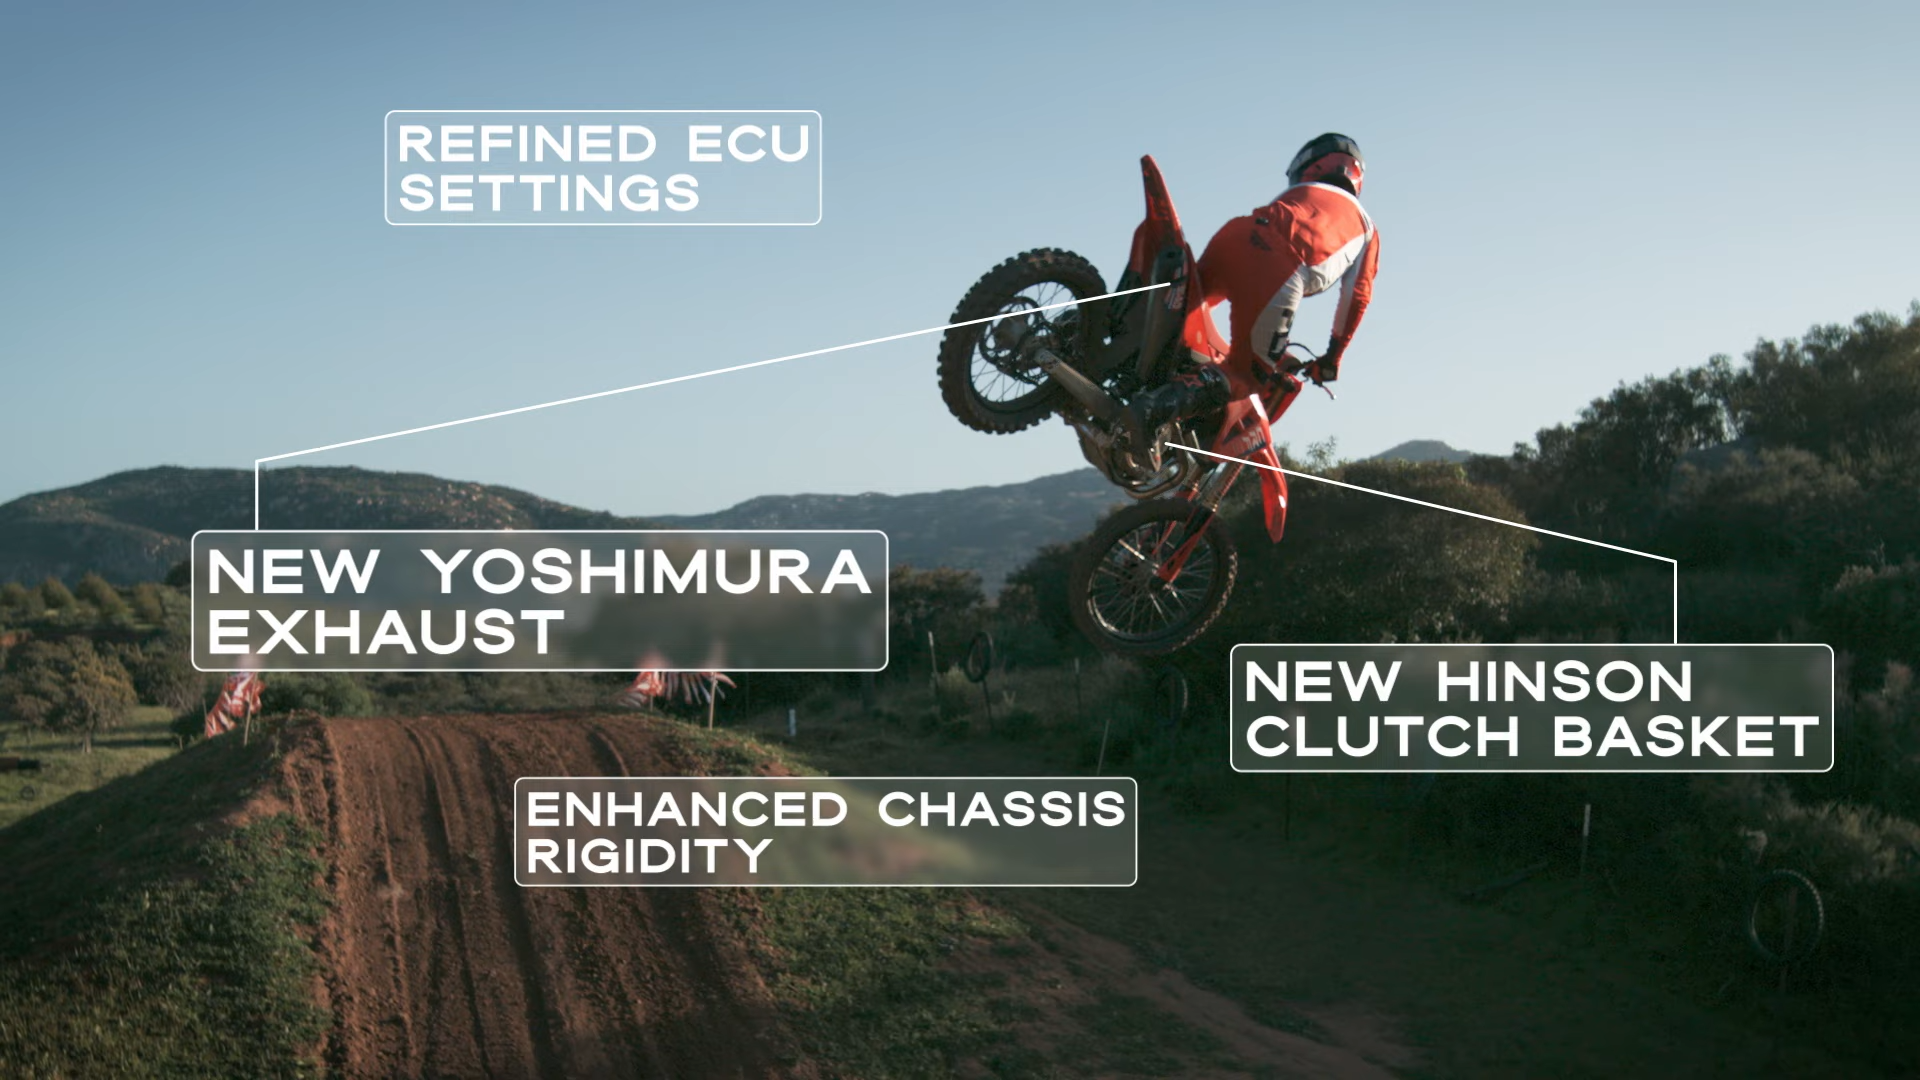 REFINED ECU
SETTINGS
NEW YOSHIMURA
EXHAUST
NEW HINSON
CLUTCH BASKET
ENHANCED CHASSIS
RIGIDITY